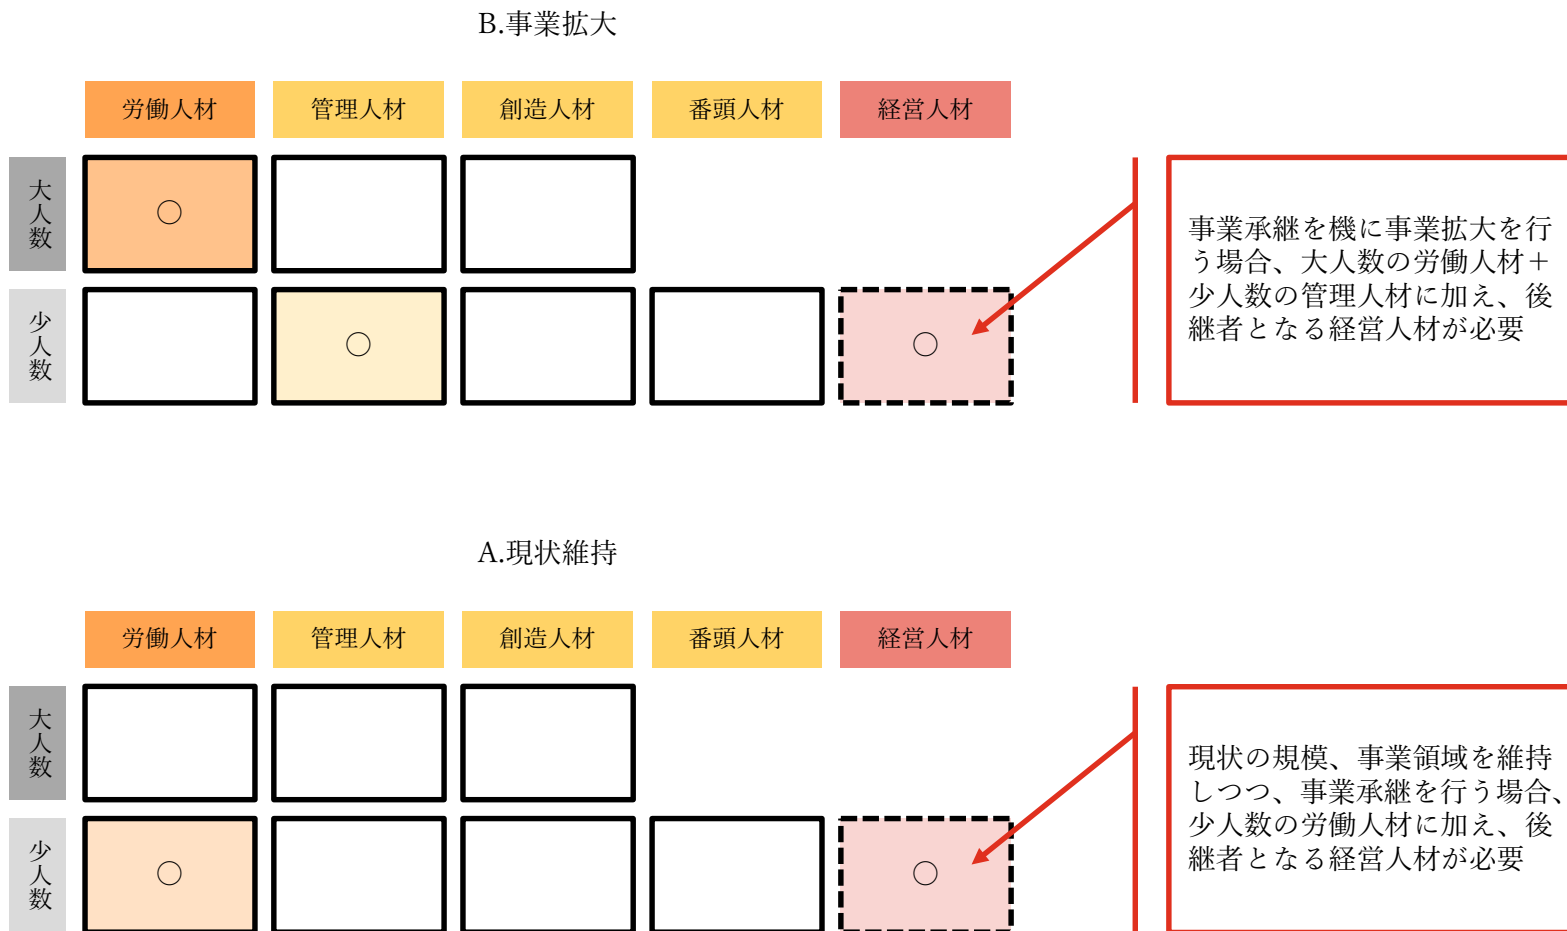 B.事業拡大
労働人材 管理人材 創造人材 番頭人材 経営人材
大人数
○
少人数
○ ○
事業承継を機に事業拡大を行
う場合、大人数の労働人材＋
少人数の管理人材に加え、後
継者となる経営人材が必要
A.現状維持
労働人材 管理人材 創造人材 番頭人材 経営人材
大人数
少人数
○ ○
現状の規模、事業領域を維持
しつつ、事業承継を行う場合、
少人数の労働人材に加え、後
継者となる経営人材が必要